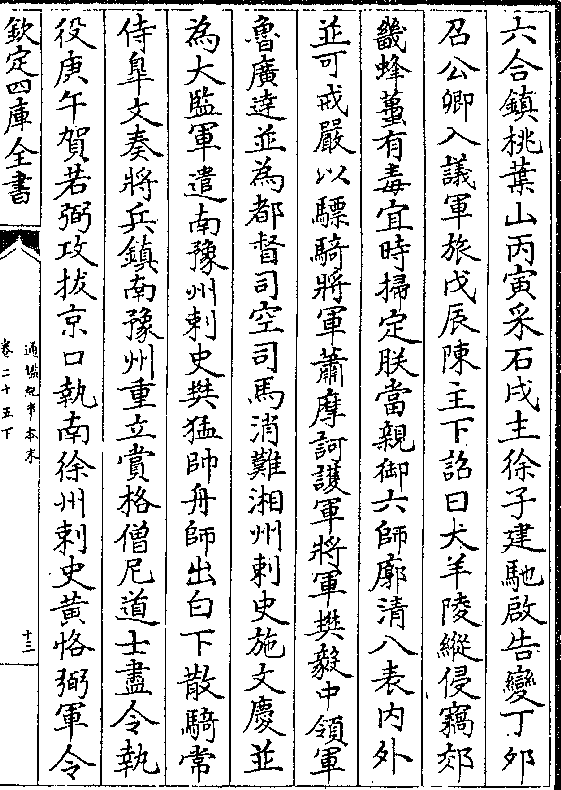 六合鎮桃葉山丙寅采石戍主徐子建馳啟告變丁夘
召公卿入議軍旅戊辰陳主下詔曰犬羊陵縱侵竊郊
畿蜂蠆有毒宜時掃定朕當親御六師廓清八表内外
並可戒嚴以驃騎將軍蕭摩訶護軍將軍樊毅中領軍
魯廣逹並為都督司空司馬消難湘州刺史施文慶並
為大監軍遣南豫州刺史樊猛帥舟師出白下散騎常
侍臯文奏將兵鎮南豫州重立賞格僧尼道士盡令執
役庚午賀若弼攻拔京口執南徐州刺史黄恪弼軍令
欽定四庫全書
通鑑紀事本末
卷二十五下
十三